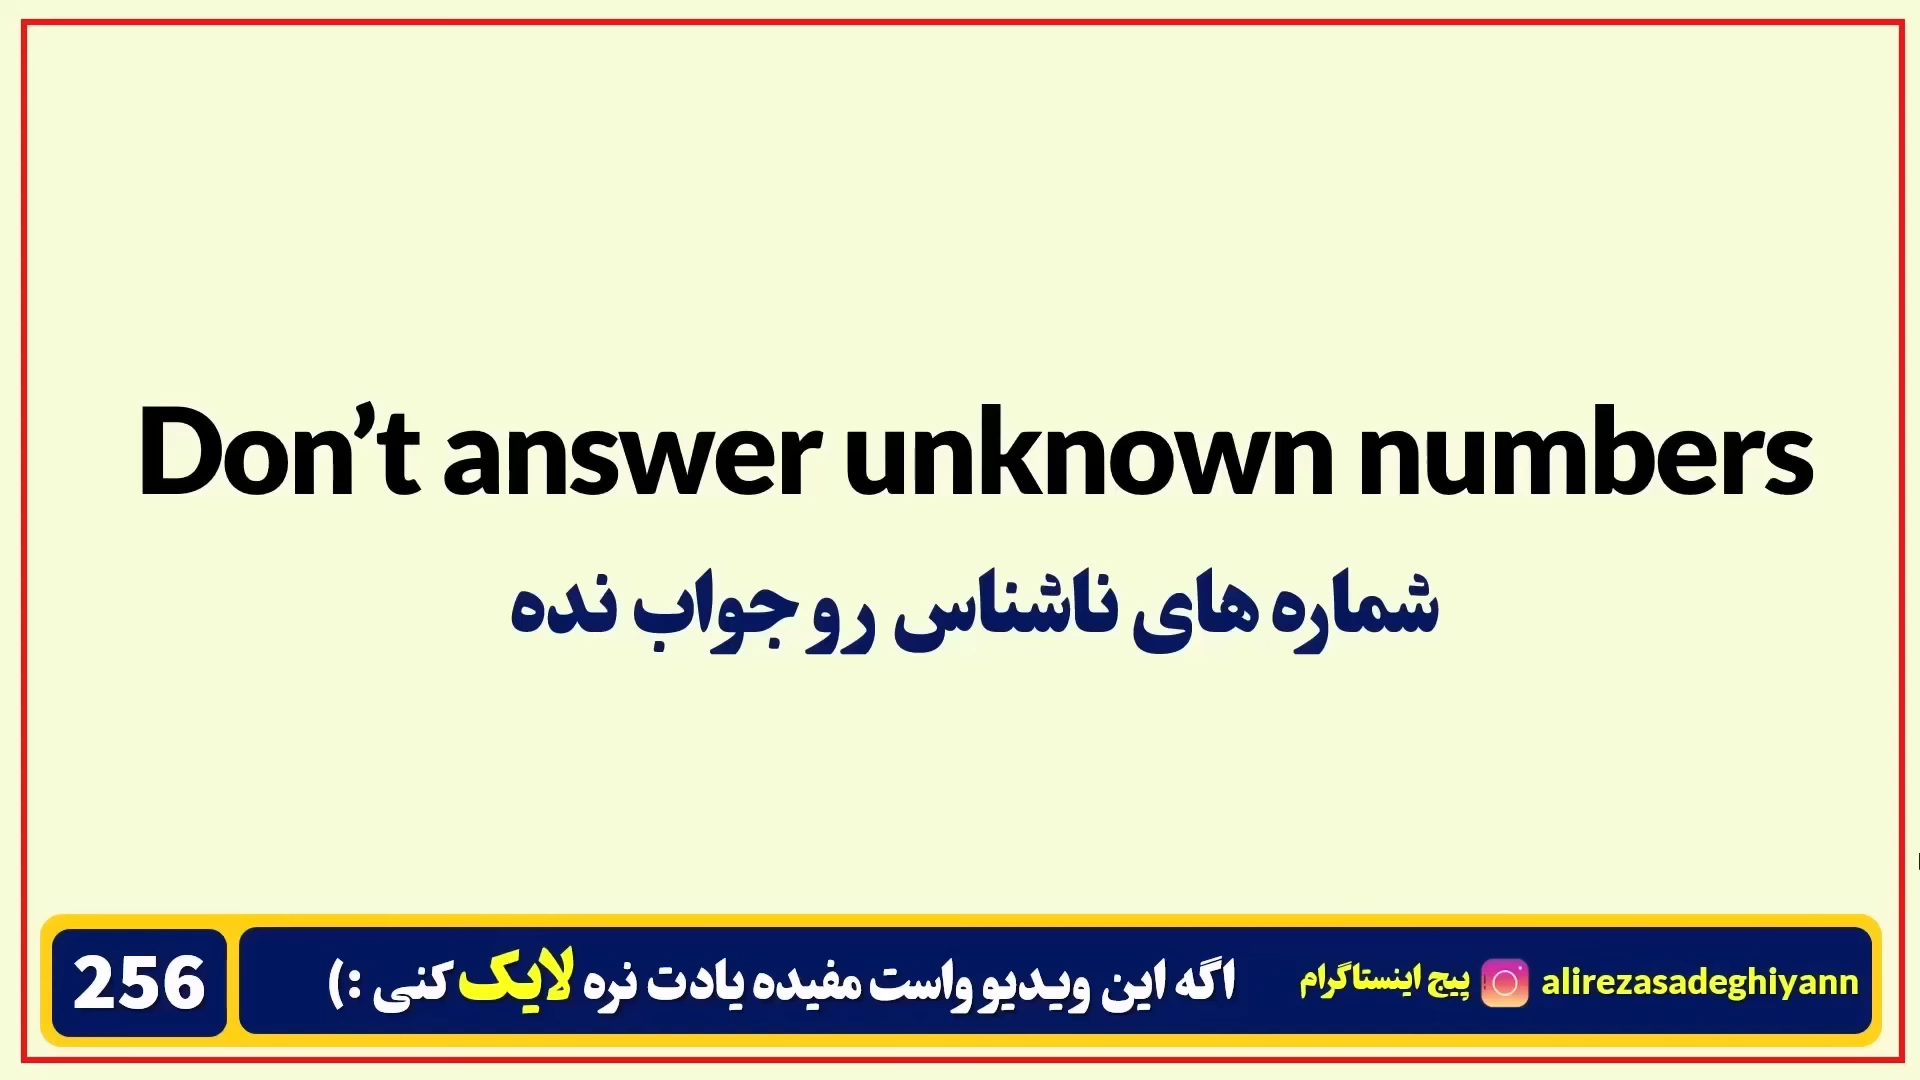 Don’t answer unknown numbers
شماره های ناشناس رو جواب نده
256
اگه این ویدیو واست مفیده یادت نره لایک کنی :)
پیج اینستاگرام alirezasadeghiyann